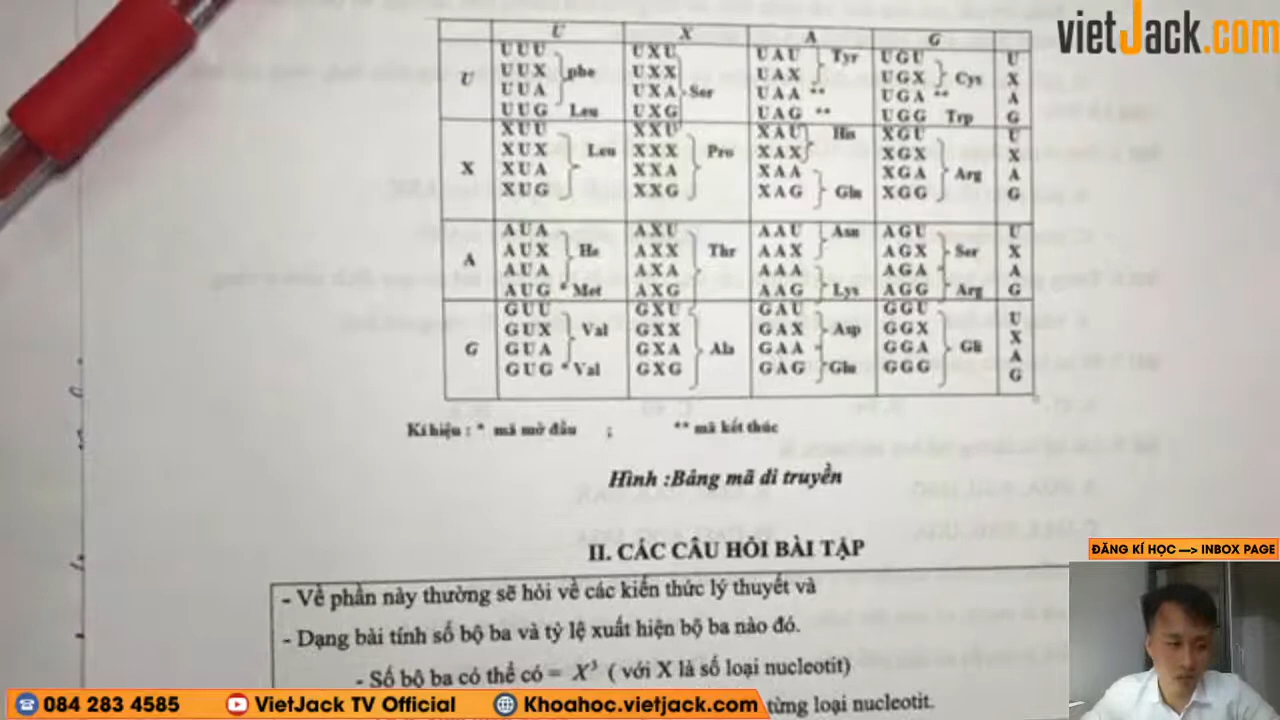 vietJack.com
U X A G
U UUU UXU UAU Tyr UGU U
UUX phe UXX UAX UGX Cys X
UUA UXA Ser UAA ** UGA ** A
UUG Leu UXG UAG ** UGG Trp G
XUU XXU XAU His XGU U
X XUX Leu XXX Pro XAX XGX X
XUA XXA XAA XGA Arg A
XUG XXG XAG Gln XGG G
AUA AXU AAU Asn AGU U
A AUX He AXX Thr AAX AGX Ser X
AUA AXA AAA AGA A
AUG * Met AXG AAG Lys AGG Arg G
GUU GXU GAU GGU U
GUX Val GXX GAX Asp GGX X
G GUA GXA Ala GAA GGA Gli A
GUG * Val GXG GAG Glu GGG G
Kí hiệu : * mã mở đầu ; ** mã kết thúc
Hình :Bảng mã di truyền
II. CÁC CÂU HỎI BÀI TẬP
- Về phần này thường sẽ hỏi về các kiến thức lý thuyết và
- Dạng bài tính số bộ ba và tỷ lệ xuất hiện bộ ba nào đó.
- Số bộ ba có thể có = X³ ( với X là số loại nucleotit)
từng loại nucleotit.
ĐĂNG KÍ HỌC —> INBOX PAGE
084 283 4585 VietJack TV Official Khoahoc.vietjack.com